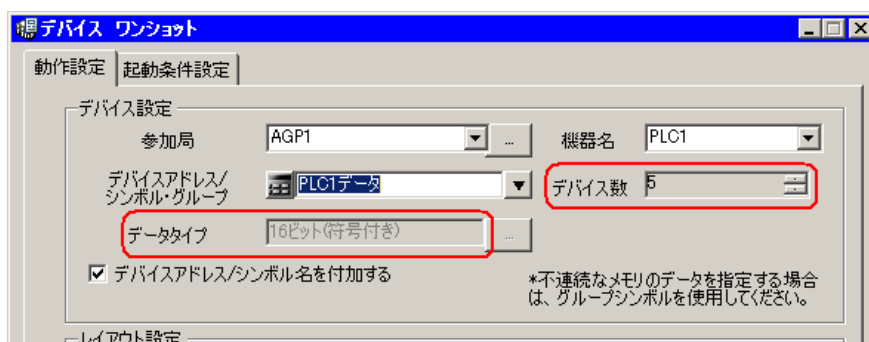 デバイス ワンショット
動作設定 起動条件設定
デバイス設定
参加局 AGP1 ... 機器名 PLC1
デバイスアドレス/
シンボル・グループ PLC1データ デバイス数 5
データタイプ 16ビット(符号付き) ...
デバイスアドレス/シンボル名を付加する
*不連続なメモリのデータを指定する場合
は、グループシンボルを使用してください。
レイアウト設定